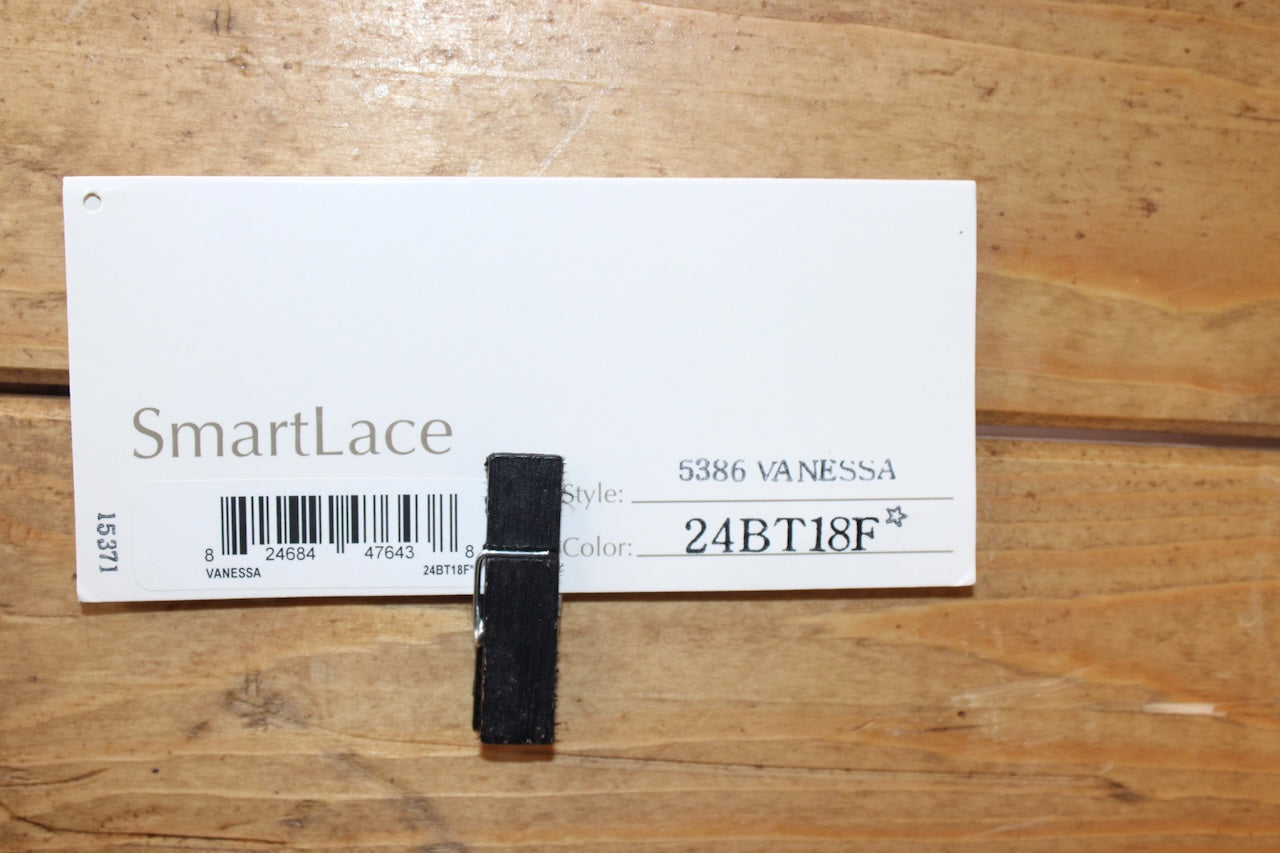 SmartLace
5386 VANESSA
Style:
24BT18F☆
Color:
8 24684 47643 8
VANESSA 24BT18F*
15371